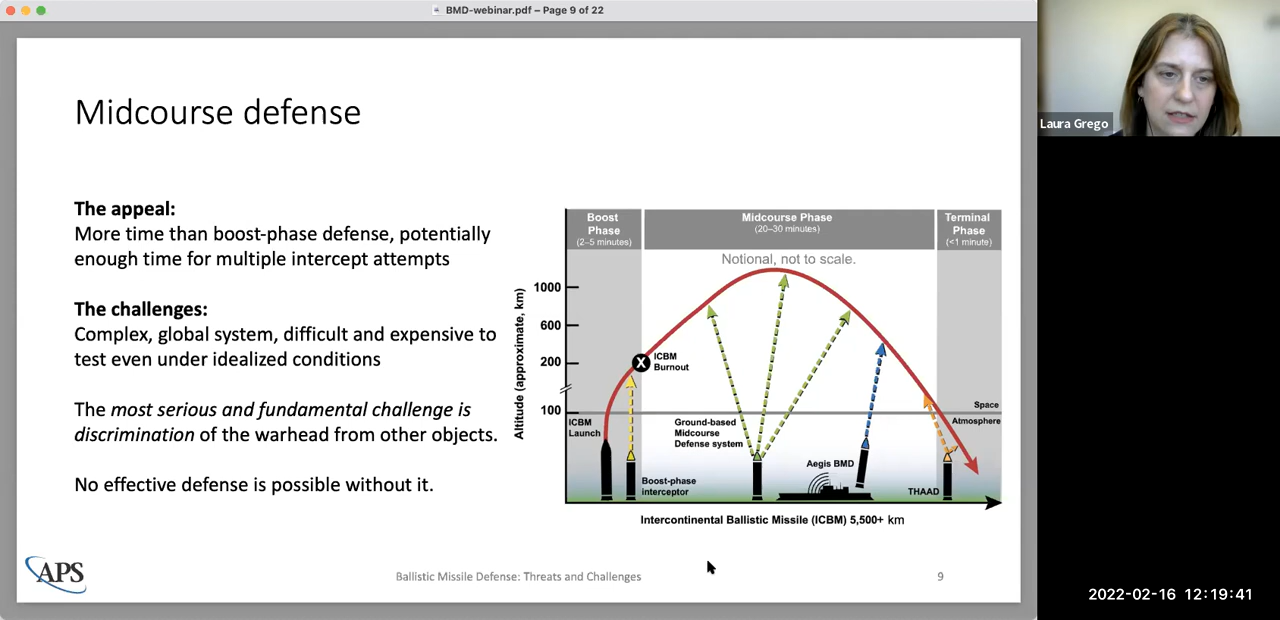 BMD-webinar.pdf – Page 9 of 22
Midcourse defense
The appeal:
More time than boost-phase defense, potentially
enough time for multiple intercept attempts
The challenges:
Complex, global system, difficult and expensive to
test even under idealized conditions
The most serious and fundamental challenge is
discrimination of the warhead from other objects.
No effective defense is possible without it.
Boost
Phase
(2–5 minutes)
Midcourse Phase
(20–30 minutes)
Terminal
Phase
(<1 minute)
Notional, not to scale.
Altitude (approximate, km)
1000
600
200
100
ICBM
Burnout
ICBM
Launch
Space
Atmosphere
Ground-based
Midcourse
Defense system
Boost-phase
interceptor
Aegis BMD
THAAD
Intercontinental Ballistic Missile (ICBM) 5,500+ km
APS
Ballistic Missile Defense: Threats and Challenges
9
Laura Grego
2022-02-16 12:19:41